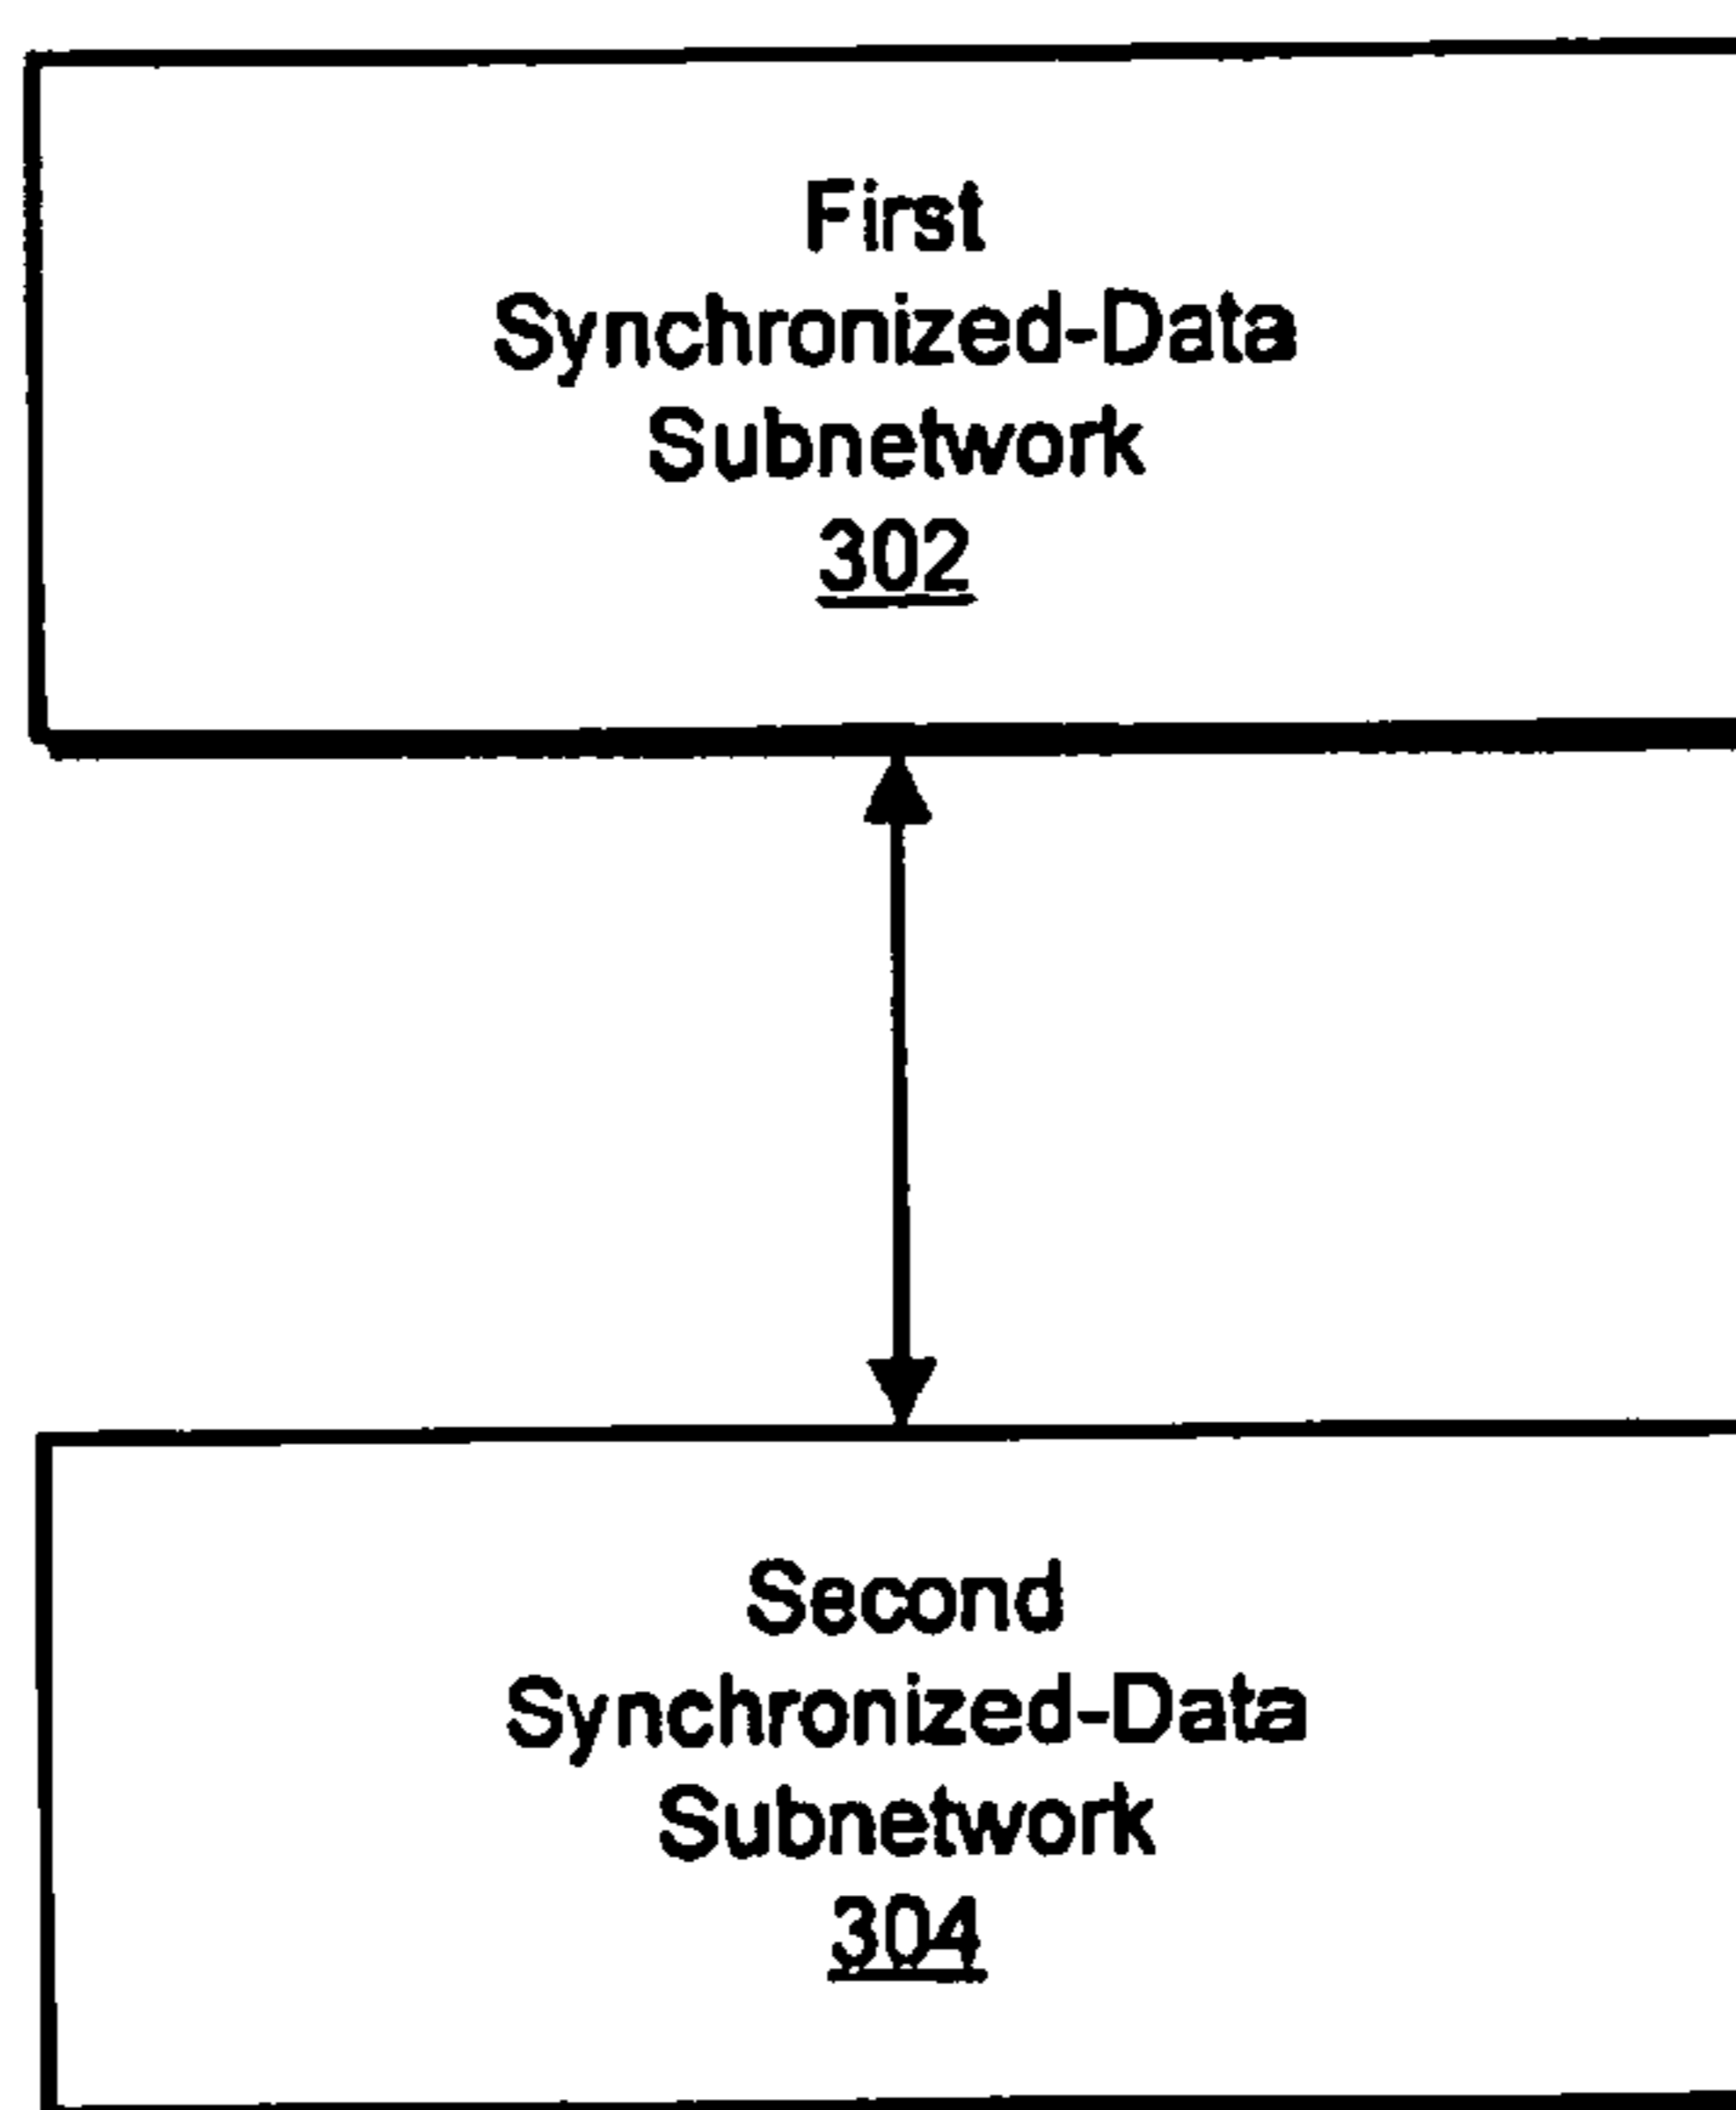 First
Synchronized-Data
Subnetwork
302
Second
Synchronized-Data
Subnetwork
304